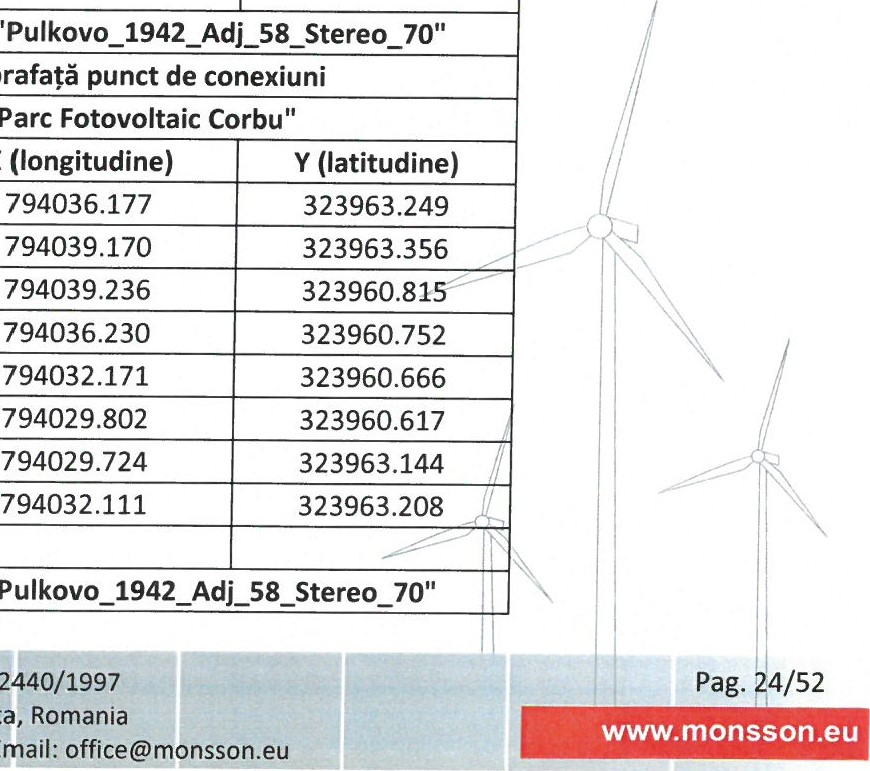 "Pulkovo_1942_Adj_58_Stereo_70"
rafață punct de conexiuni
Parc Fotovoltaic Corbu"
(longitudine) Y (latitudine)
794036.177 323963.249
794039.170 323963.356
794039.236 323960.815
794036.230 323960.752
794032.171 323960.666
794029.802 323960.617
794029.724 323963.144
794032.111 323963.208
Pulkovo_1942_Adj_58_Stereo_70"
2440/1997
Pag. 24/52
ța, Romania
www.monsson.eu
Email: office@monsson.eu